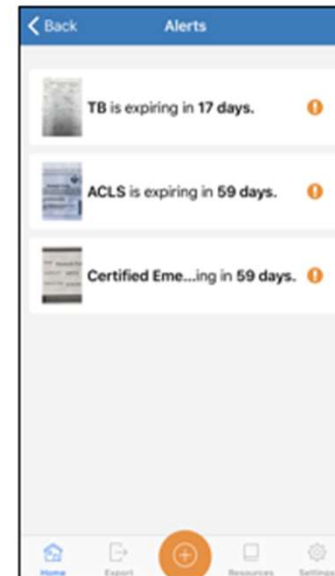 Back Alerts
TB is expiring in 17 days.
ACLS is expiring in 59 days.
Certified Eme...ing in 59 days.
Home Export Resources Settings